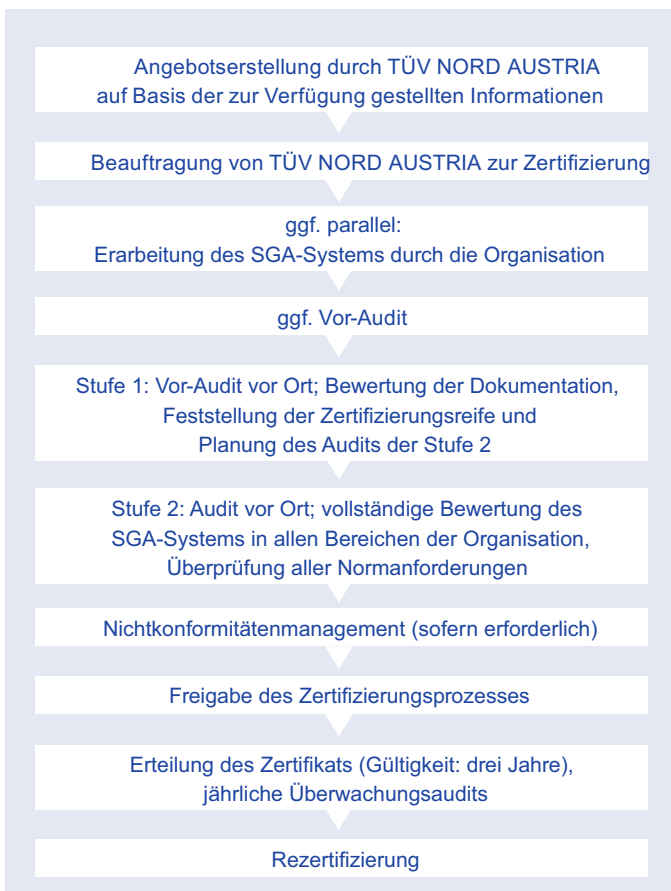 Angebotserstellung durch TÜV NORD AUSTRIA
auf Basis der zur Verfügung gestellten Informationen
Beauftragung von TÜV NORD AUSTRIA zur Zertifizierung
ggf. parallel:
Erarbeitung des SGA-Systems durch die Organisation
ggf. Vor-Audit
Stufe 1: Vor-Audit vor Ort; Bewertung der Dokumentation,
Feststellung der Zertifizierungsreife und
Planung des Audits der Stufe 2
Stufe 2: Audit vor Ort; vollständige Bewertung des
SGA-Systems in allen Bereichen der Organisation,
Überprüfung aller Normanforderungen
Nichtkonformitätenmanagement (sofern erforderlich)
Freigabe des Zertifizierungsprozesses
Erteilung des Zertifikats (Gültigkeit: drei Jahre),
jährliche Überwachungsaudits
Rezertifizierung